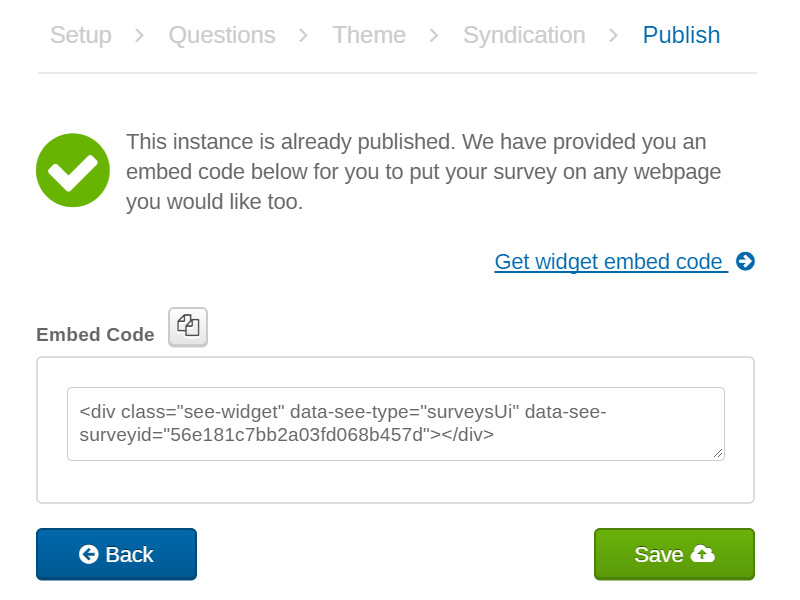 Setup > Questions > Theme > Syndication > Publish
This instance is already published. We have provided you an
embed code below for you to put your survey on any webpage
you would like too.
Get widget embed code
Embed Code
<div class="see-widget" data-see-type="surveysUi" data-see-
surveyid="56e181c7bb2a03fd068b457d"></div>
Back
Save